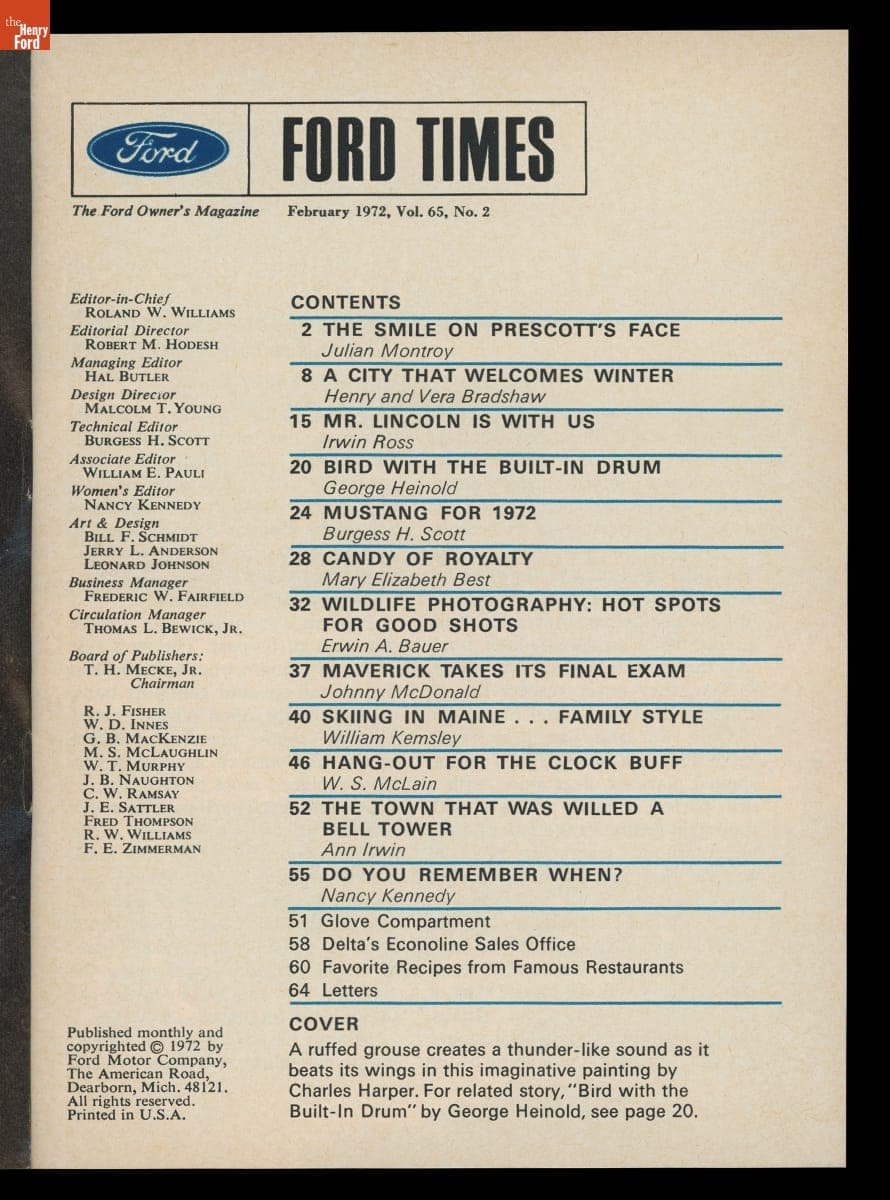 the
Henry
Ford
Ford
FORD TIMES
The Ford Owner's Magazine
February 1972, Vol. 65, No. 2
Editor-in-Chief
ROLAND W. WILLIAMS
Editorial Director
ROBERT M. HODESH
Managing Editor
HAL BUTLER
Design Director
MALCOLM T. YOUNG
Technical Editor
BURGESS H. SCOTT
Associate Editor
WILLIAM E. PAULI
Women's Editor
NANCY KENNEDY
Art & Design
BILL F. SCHMIDT
JERRY L. ANDERSON
LEONARD JOHNSON
Business Manager
FREDERIC W. FAIRFIELD
Circulation Manager
THOMAS L. BEWICK, JR.
Board of Publishers:
T. H. MECKE, JR.
Chairman
R. J. FISHER
W. D. INNES
G. B. MACKENZIE
M. S. MCLAUGHLIN
W. T. MURPHY
J. B. NAUGHTON
C. W. RAMSAY
J. E. SATTLER
FRED THOMPSON
R. W. WILLIAMS
F. E. ZIMMERMAN
Published monthly and
copyrighted © 1972 by
Ford Motor Company,
The American Road,
Dearborn, Mich. 48121.
All rights reserved.
Printed in U.S.A.
CONTENTS
2 THE SMILE ON PRESCOTT'S FACE
Julian Montroy
8 A CITY THAT WELCOMES WINTER
Henry and Vera Bradshaw
15 MR. LINCOLN IS WITH US
Irwin Ross
20 BIRD WITH THE BUILT-IN DRUM
George Heinold
24 MUSTANG FOR 1972
Burgess H. Scott
28 CANDY OF ROYALTY
Mary Elizabeth Best
32 WILDLIFE PHOTOGRAPHY: HOT SPOTS
FOR GOOD SHOTS
Erwin A. Bauer
37 MAVERICK TAKES ITS FINAL EXAM
Johnny McDonald
40 SKIING IN MAINE . . . FAMILY STYLE
William Kemsley
46 HANG-OUT FOR THE CLOCK BUFF
W. S. McLain
52 THE TOWN THAT WAS WILLED A
BELL TOWER
Ann Irwin
55 DO YOU REMEMBER WHEN?
Nancy Kennedy
51 Glove Compartment
58 Delta's Econoline Sales Office
60 Favorite Recipes from Famous Restaurants
64 Letters
COVER
A ruffed grouse creates a thunder-like sound as it
beats its wings in this imaginative painting by
Charles Harper. For related story, "Bird with the
Built-In Drum" by George Heinold, see page 20.